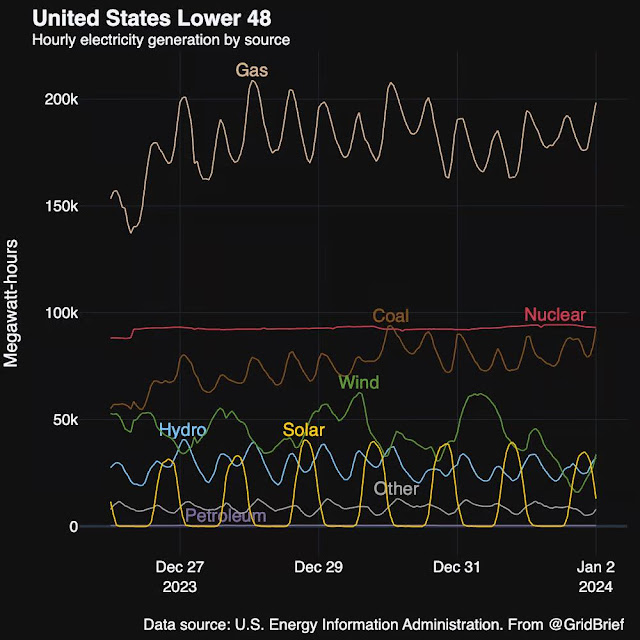 United States Lower 48
Hourly electricity generation by source
Gas
200k
150k
Megawatt-hours
100k
Coal
Nuclear
Wind
50k
Hydro
Solar
Other
Petroleum
0
Dec 27
2023
Dec 29
Dec 31
Jan 2
2024
Data source: U.S. Energy Information Administration. From @GridBrief